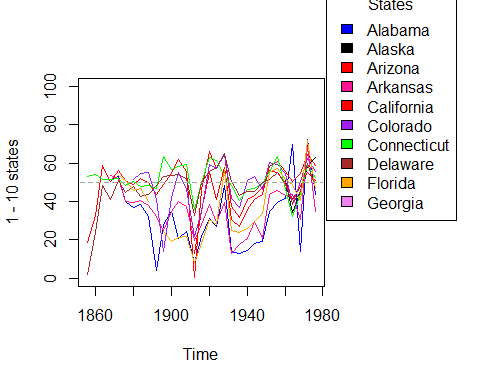 States
Alabama
Alaska
Arizona
Arkansas
California
Colorado
Connecticut
Delaware
Florida
Georgia
1 - 10 states
100
80
60
40
20
0
1860 1900 1940 1980
Time